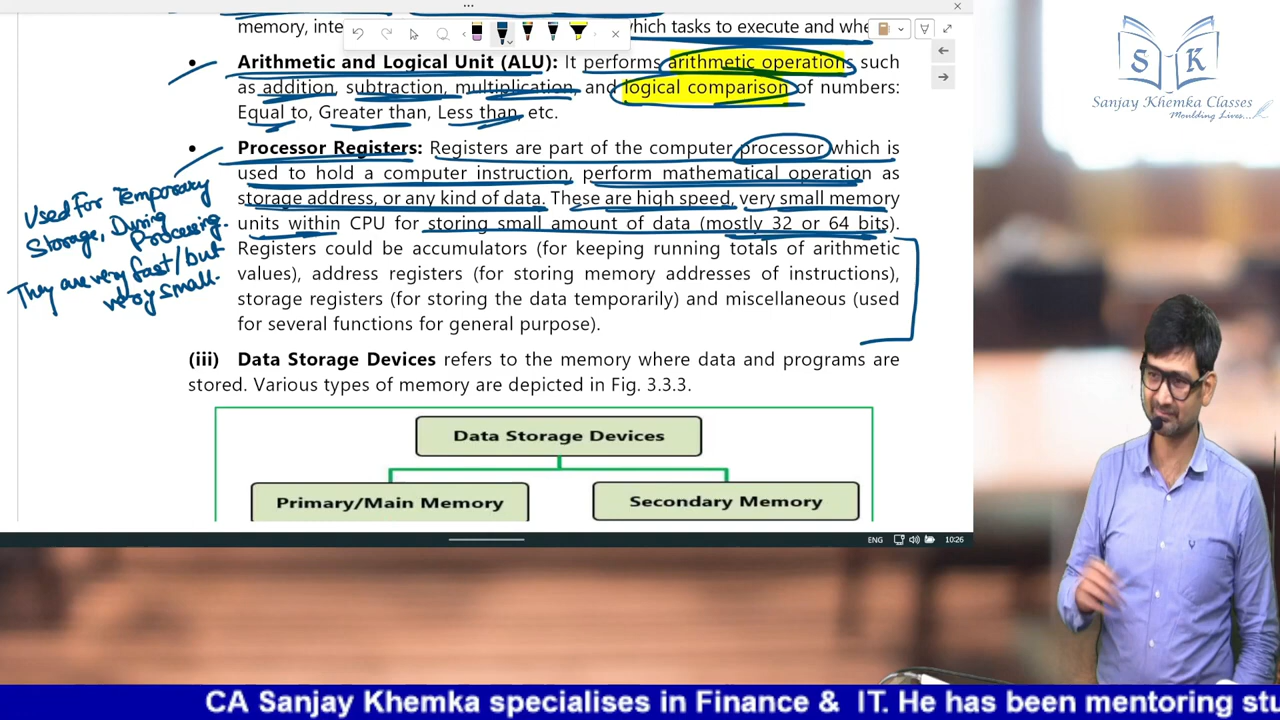 memory, inte
which tasks to execute and whe
• Arithmetic and Logical Unit (ALU): It performs arithmetic operations such
as addition, subtraction, multiplication, and logical comparison of numbers:
Equal to, Greater than, Less than, etc.
• Processor Registers: Registers are part of the computer processor which is
used to hold a computer instruction, perform mathematical operation as
storage address, or any kind of data. These are high speed, very small memory
units within CPU for storing small amount of data (mostly 32 or 64 bits).
Registers could be accumulators (for keeping running totals of arithmetic
values), address registers (for storing memory addresses of instructions),
storage registers (for storing the data temporarily) and miscellaneous (used
for several functions for general purpose).
Used for Temporary
Storage, During
Processing.
They are very fast/but
very small.
(iii) Data Storage Devices refers to the memory where data and programs are
stored. Various types of memory are depicted in Fig. 3.3.3.
Data Storage Devices
Primary/Main Memory
Secondary Memory
ENG
10:26
S K
Sanjay Khemka Classes
Moulding Lives...
CA Sanjay Khemka specialises in Finance & IT. He has been mentoring stu